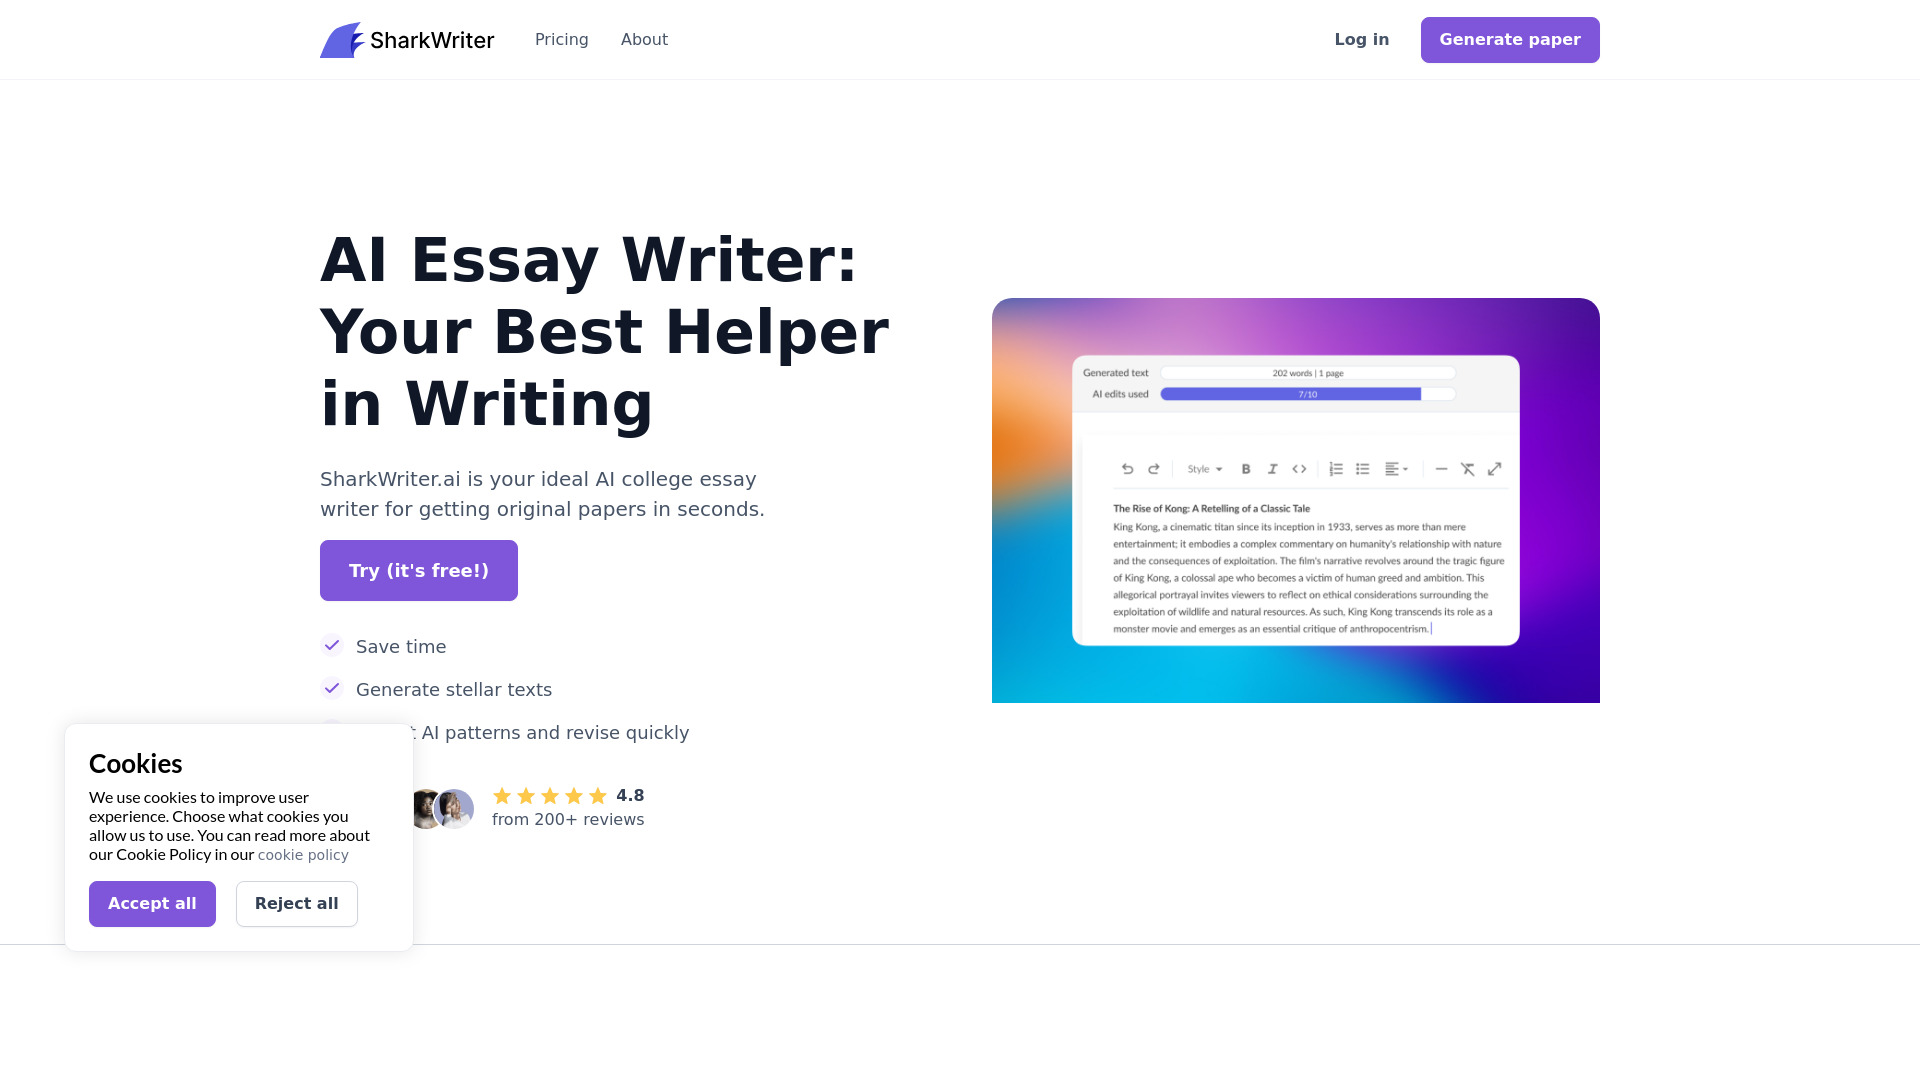 SharkWriter
Pricing
About
Log in
Generate paper
AI Essay Writer:
Your Best Helper
in Writing
SharkWriter.ai is your ideal AI college essay
writer for getting original papers in seconds.
Try (it's free!)
Save time
Generate stellar texts
AI patterns and revise quickly
4.8
from 200+ reviews
Generated text
202 words | 1 page
AI edits used
7/10
Style
The Rise of Kong: A Retelling of a Classic Tale
King Kong, a cinematic titan since its inception in 1933, serves as more than mere
entertainment; it embodies a complex commentary on humanity's relationship with nature
and the consequences of exploitation. The film's narrative revolves around the tragic figure
of King Kong, a colossal ape who becomes a victim of human greed and ambition. This
allegorical portrayal invites viewers to reflect on ethical considerations surrounding the
exploitation of wildlife and natural resources. As such, King Kong transcends its role as a
monster movie and emerges as an essential critique of anthropocentrism.
Cookies
We use cookies to improve user
experience. Choose what cookies you
allow us to use. You can read more about
our Cookie Policy in our cookie policy
Accept all
Reject all